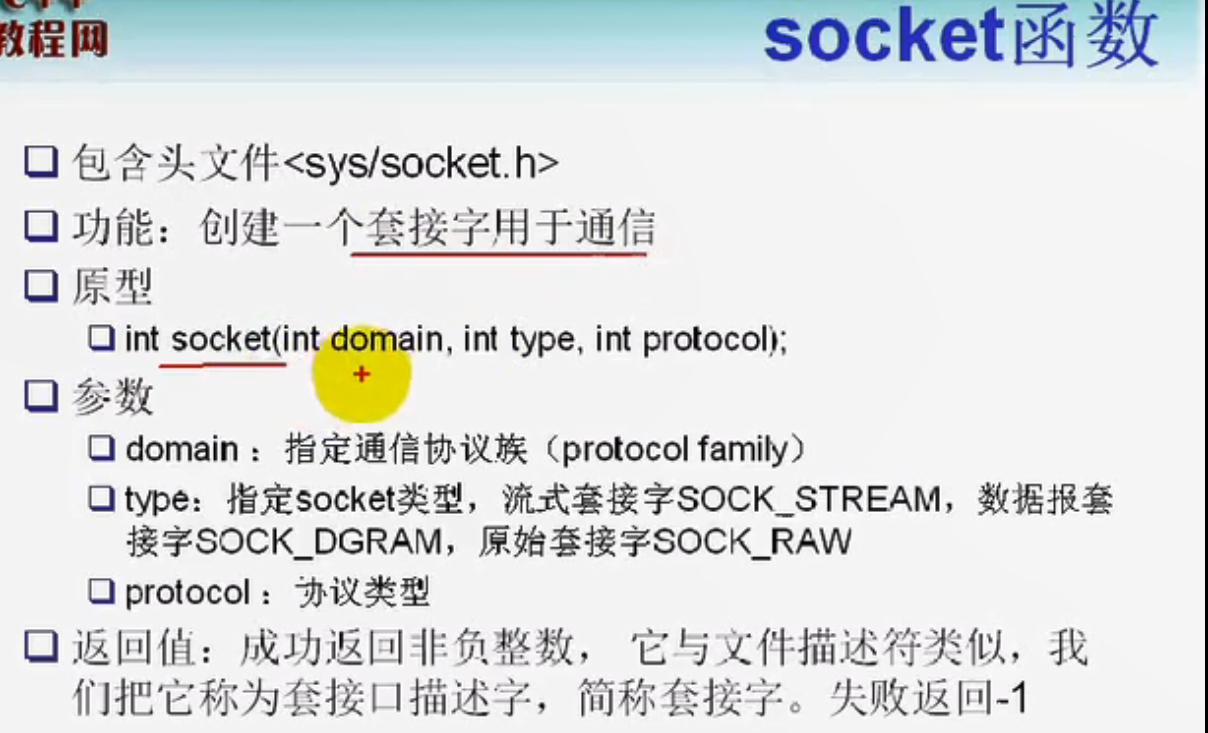 教程网
socket函数
包含头文件<sys/socket.h>
功能：创建一个套接字用于通信
原型
int socket(int domain, int type, int protocol);
参数
domain ：指定通信协议族（protocol family）
type：指定socket类型，流式套接字SOCK_STREAM，数据报套
接字SOCK_DGRAM，原始套接字SOCK_RAW
protocol ：协议类型
返回值：成功返回非负整数， 它与文件描述符类似，我
们把它称为套接口描述字，简称套接字。失败返回-1